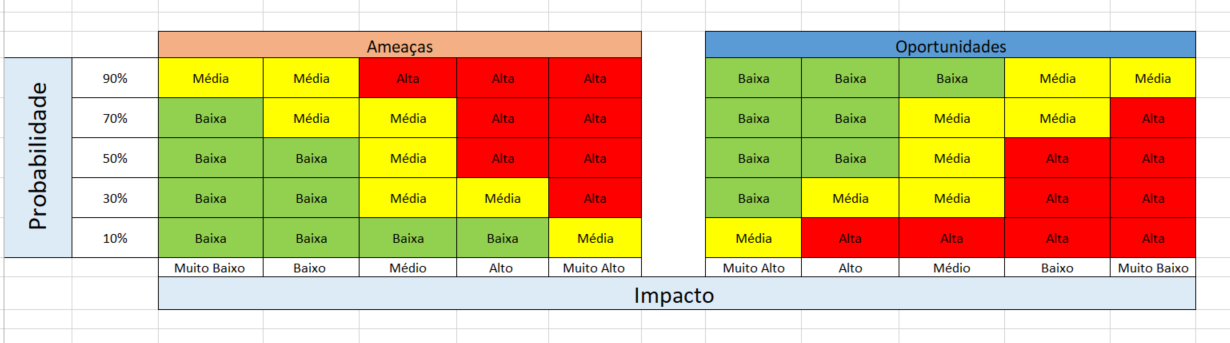 Ameaças Oportunidades
Probabilidade
90% Média Média Alta Alta Alta Baixa Baixa Baixa Média Média
70% Baixa Média Média Alta Alta Baixa Baixa Média Média Alta
50% Baixa Baixa Média Alta Alta Baixa Baixa Média Alta Alta
30% Baixa Baixa Média Média Alta Baixa Média Média Alta Alta
10% Baixa Baixa Baixa Baixa Média Média Alta Alta Alta Alta
Muito Baixo Baixo Médio Alto Muito Alto Muito Alto Alto Médio Baixo Muito Baixo
Impacto